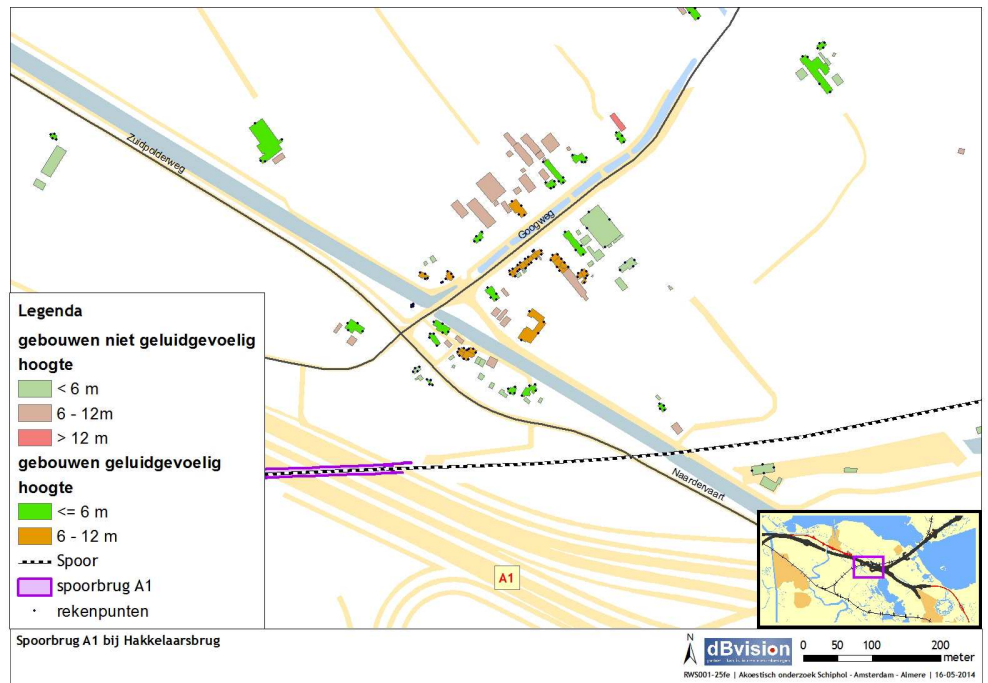 Zuidpolderweg
Googweg
Naardervaart
A1
Legenda
gebouwen niet geluidgevoelig
hoogte
< 6 m
6 - 12m
> 12 m
gebouwen geluidgevoelig
hoogte
<= 6 m
6 - 12 m
Spoor
spoorbrug A1
rekenpunten
Spoorbrug A1 bij Hakkelaarsbrug
N
dBvision
0 50 100 200
meter
RWS001-25fe | Akoestisch onderzoek Schiphol - Amsterdam - Almere | 16-05-2014